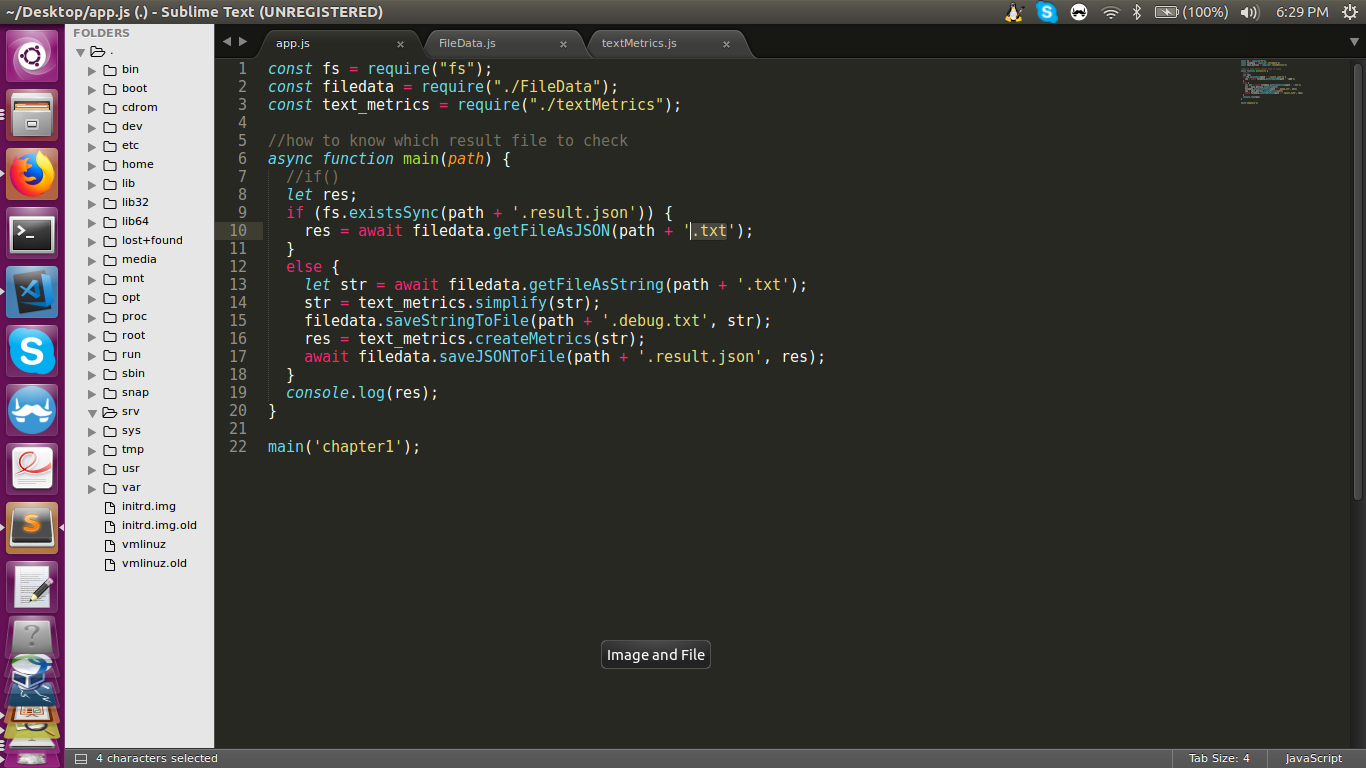 ~/Desktop/app.js (.) - Sublime Text (UNREGISTERED)
(100%)
6:29 PM
FOLDERS
.
bin
boot
cdrom
dev
etc
home
lib
lib32
lib64
lost+found
media
mnt
opt
proc
root
run
sbin
snap
srv
sys
tmp
usr
var
initrd.img
initrd.img.old
vmlinuz
vmlinuz.old
app.js
FileData.js
textMetrics.js
1 const fs = require("fs");
2 const filedata = require("./FileData");
3 const text_metrics = require("./textMetrics");
4
5 //how to know which result file to check
6 async function main(path) {
7   //if()
8   let res;
9   if (fs.existsSync(path + '.result.json')) {
10     res = await filedata.getFileAsJSON(path + '.txt');
11   }
12   else {
13     let str = await filedata.getFileAsString(path + '.txt');
14     str = text_metrics.simplify(str);
15     filedata.saveStringToFile(path + '.debug.txt', str);
16     res = text_metrics.createMetrics(str);
17     await filedata.saveJSONToFile(path + '.result.json', res);
18   }
19   console.log(res);
20 }
21
22 main('chapter1');
Image and File
4 characters selected
Tab Size: 4
JavaScript